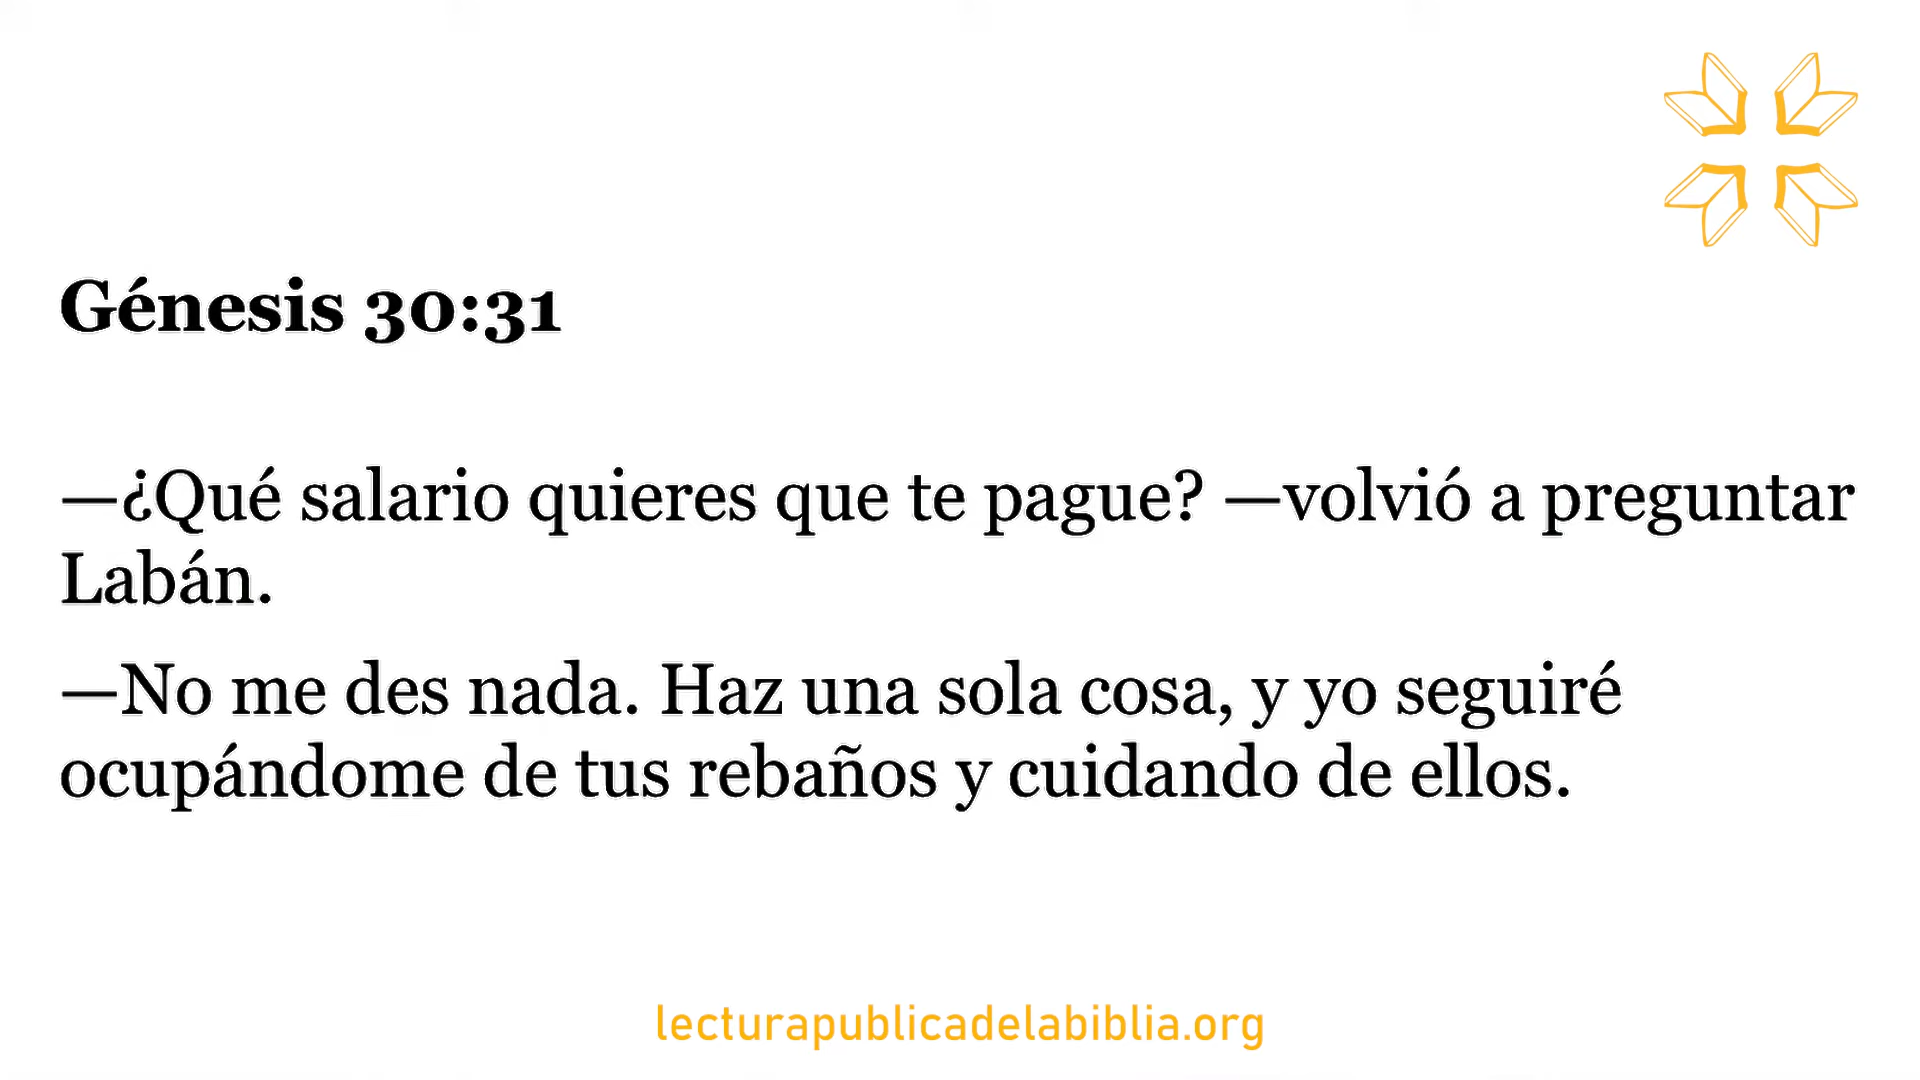 Génesis 30:31
—¿Qué salario quieres que te pague? —volvió a preguntar
Labán.
—No me des nada. Haz una sola cosa, y yo seguiré
ocupándome de tus rebaños y cuidando de ellos.
lecturapublicadelabiblia.org